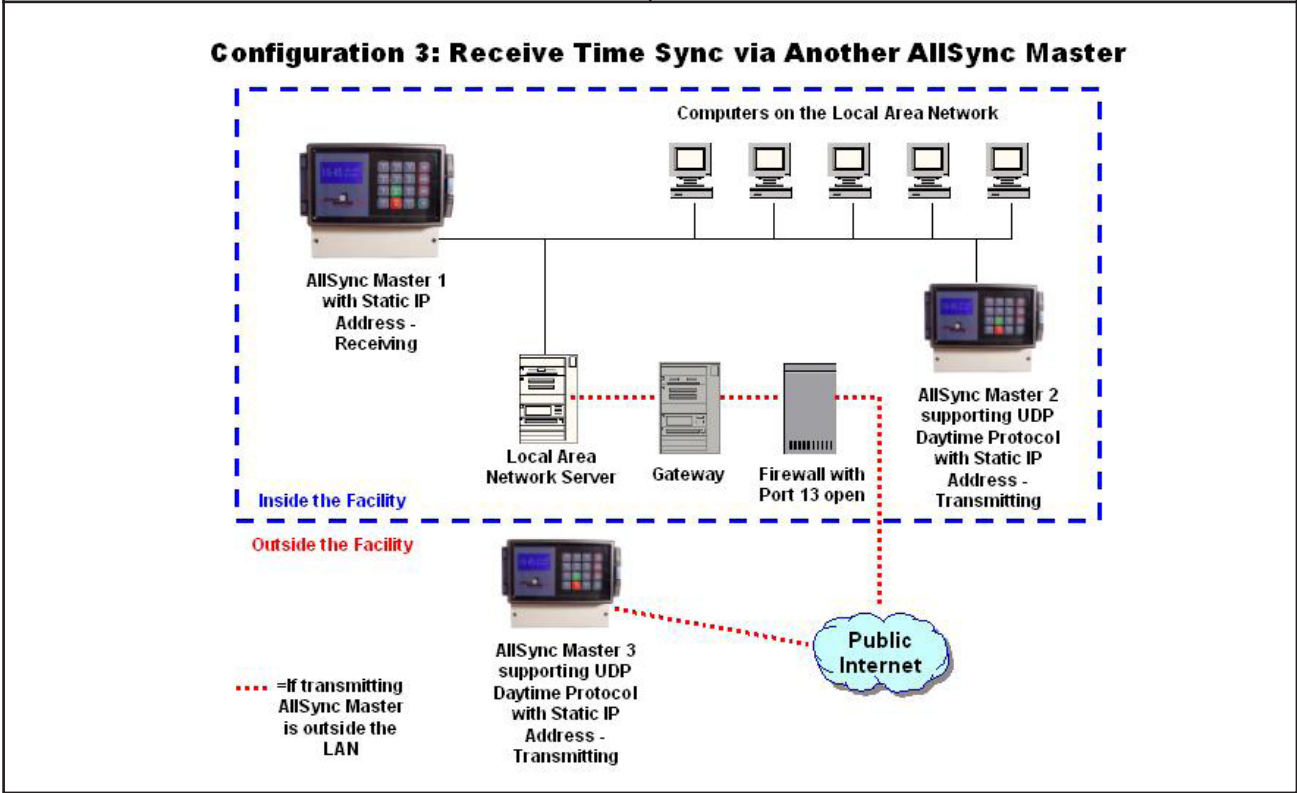 Configuration 3: Receive Time Sync via Another AllSync Master
Computers on the Local Area Network
AllSync Master 1
with Static IP
Address -
Receiving
AllSync Master 2
supporting UDP
Daytime Protocol
with Static IP
Address -
Transmitting
Local Area
Network Server
Gateway
Firewall with
Port 13 open
Inside the Facility
Outside the Facility
AllSync Master 3
supporting UDP
Daytime Protocol
with Static IP
Address -
Transmitting
Public
Internet
=If transmitting
AllSync Master
is outside the
LAN